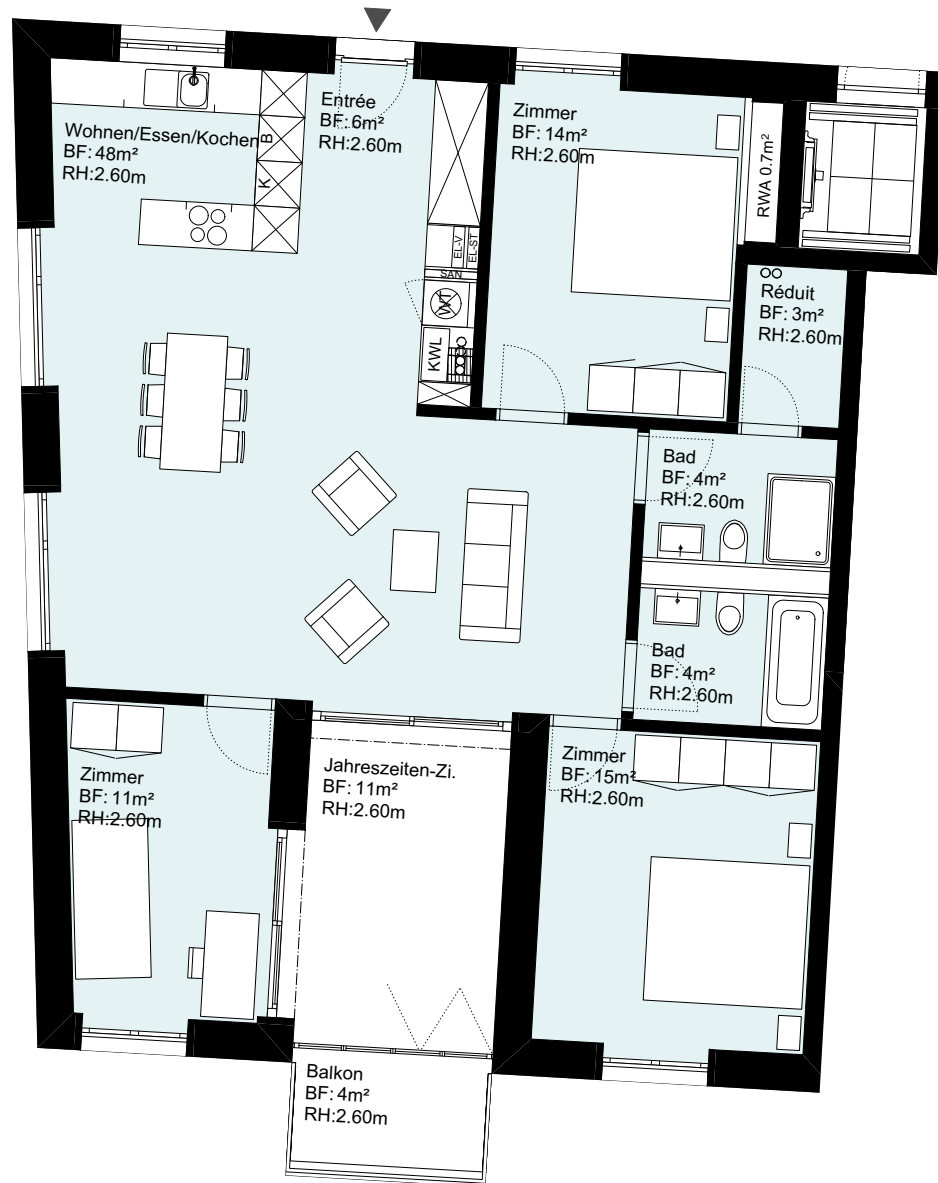 Entrée
BF: 6m²
RH:2.60m
Wohnen/Essen/Kochen
BF: 48m²
RH:2.60m
B
K
Zimmer
BF: 14m²
RH:2.60m
RWA 0.7m²
EL-V
EL-ST
SAN
WT
KWL
Réduit
BF: 3m²
RH:2.60m
Bad
BF: 4m²
RH:2.60m
Bad
BF: 4m²
RH:2.60m
Zimmer
BF: 11m²
RH:2.60m
Jahreszeiten-Zi.
BF: 11m²
RH:2.60m
Zimmer
BF: 15m²
RH:2.60m
Balkon
BF: 4m²
RH:2.60m